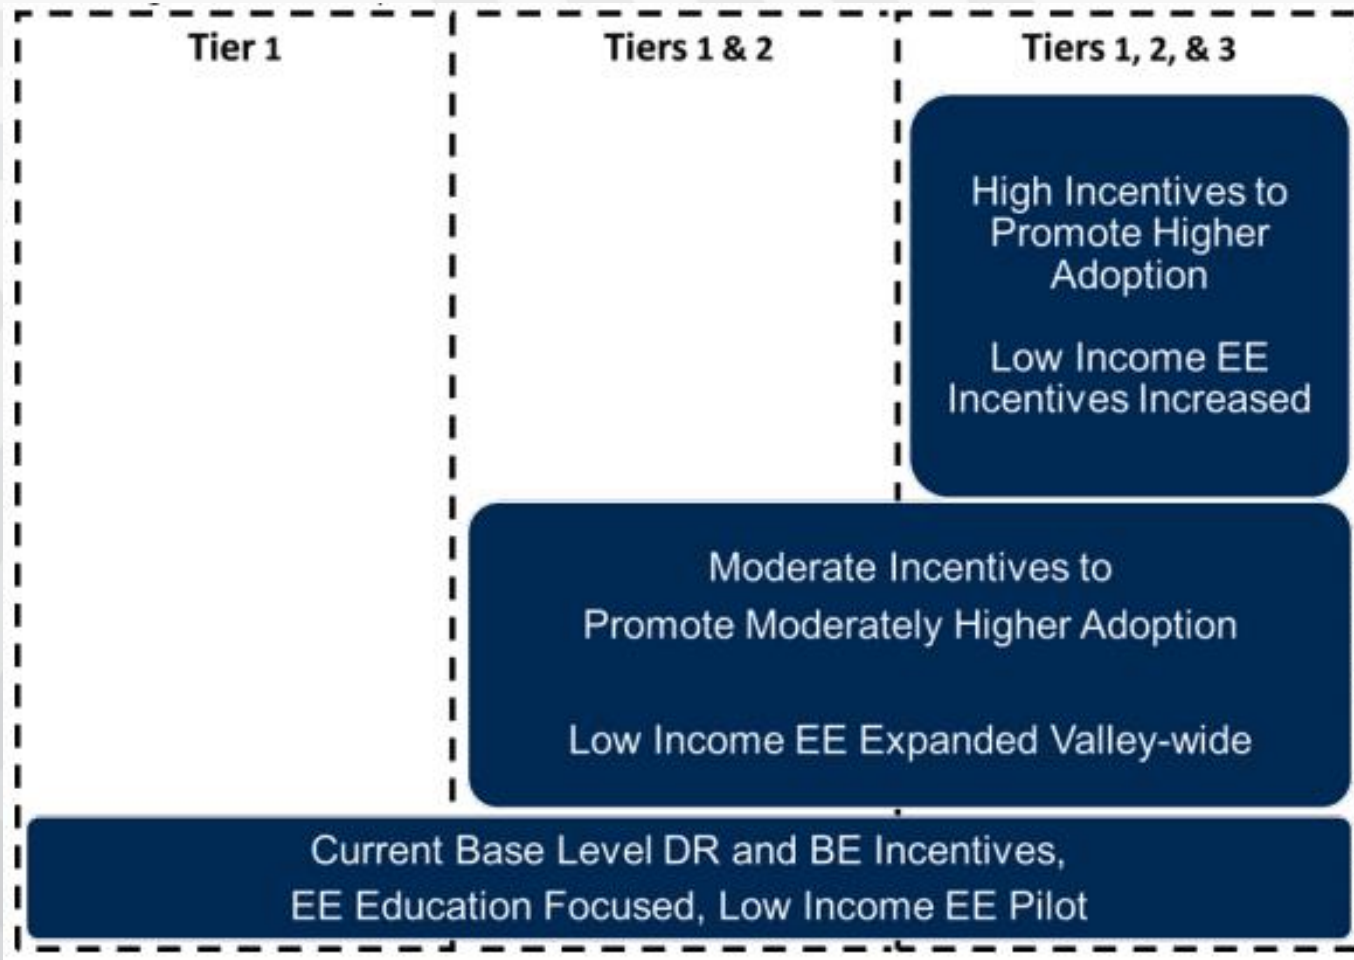 Tier 1
Tiers 1 & 2
Tiers 1, 2, & 3
High Incentives to
Promote Higher
Adoption
Low Income EE
Incentives Increased
Moderate Incentives to
Promote Moderately Higher Adoption
Low Income EE Expanded Valley-wide
Current Base Level DR and BE Incentives,
EE Education Focused, Low Income EE Pilot